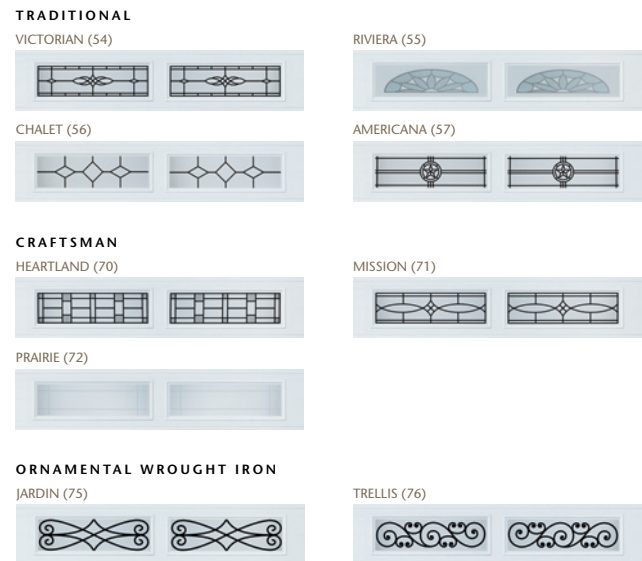 TRADITIONAL
VICTORIAN (54)
RIVIERA (55)
CHALET (56)
AMERICANA (57)
CRAFTSMAN
HEARTLAND (70)
MISSION (71)
PRAIRIE (72)
ORNAMENTAL WROUGHT IRON
JARDIN (75)
TRELLIS (76)